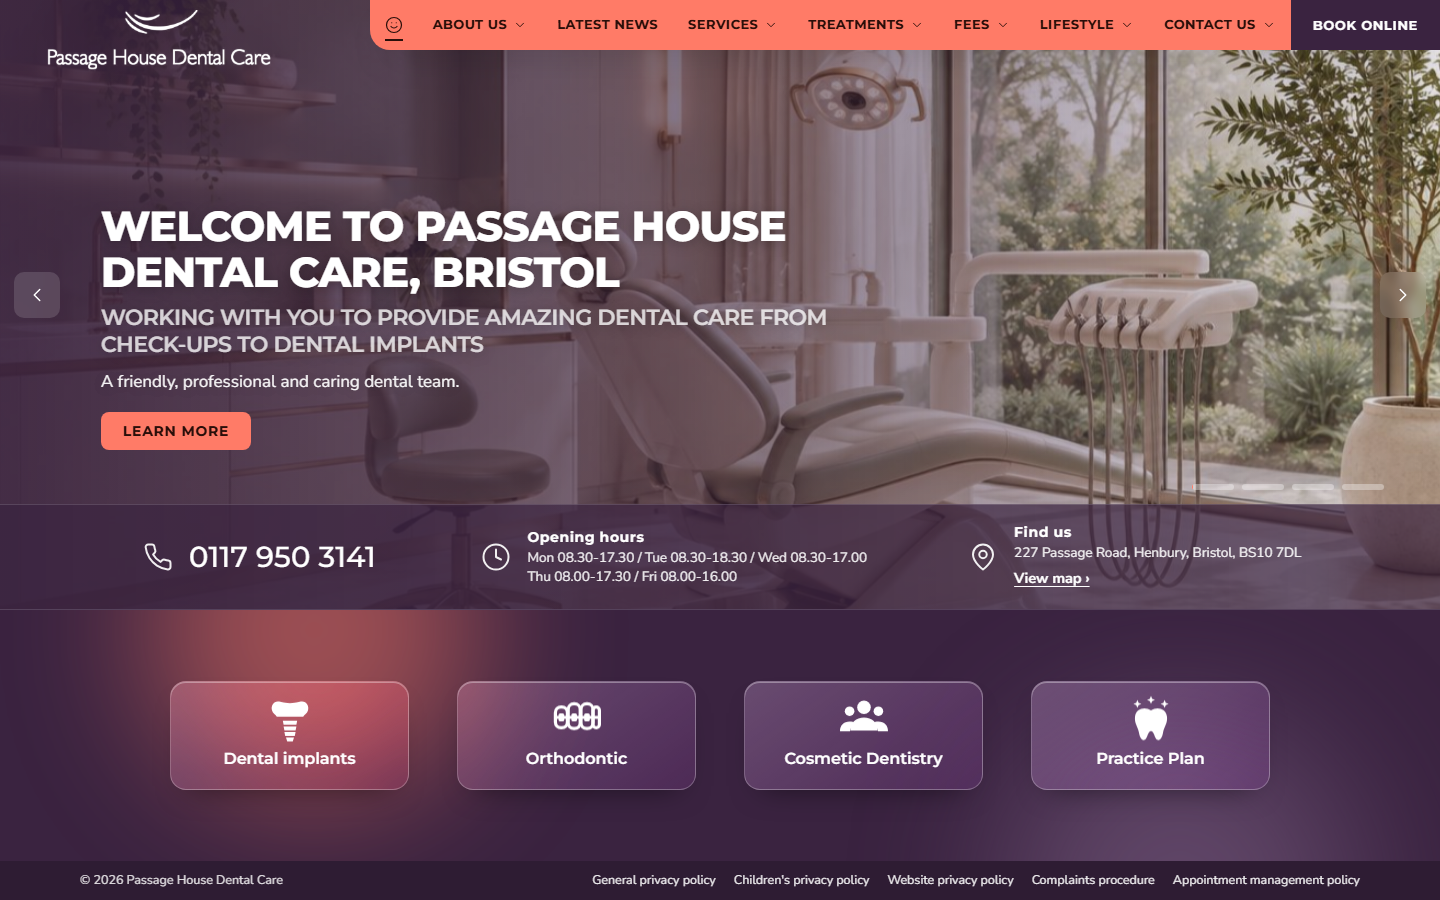 Passage House Dental Care
ABOUT US
LATEST NEWS
SERVICES
TREATMENTS
FEES
LIFESTYLE
CONTACT US
BOOK ONLINE
WELCOME TO PASSAGE HOUSE
DENTAL CARE, BRISTOL
WORKING WITH YOU TO PROVIDE AMAZING DENTAL CARE FROM
CHECK-UPS TO DENTAL IMPLANTS
A friendly, professional and caring dental team.
LEARN MORE
0117 950 3141
Opening hours
Mon 08.30-17.30 / Tue 08.30-18.30 / Wed 08.30-17.00
Thu 08.00-17.30 / Fri 08.00-16.00
Find us
227 Passage Road, Henbury, Bristol, BS10 7DL
View map ›
Dental implants
Orthodontic
Cosmetic Dentistry
Practice Plan
© 2026 Passage House Dental Care
General privacy policy
Children's privacy policy
Website privacy policy
Complaints procedure
Appointment management policy